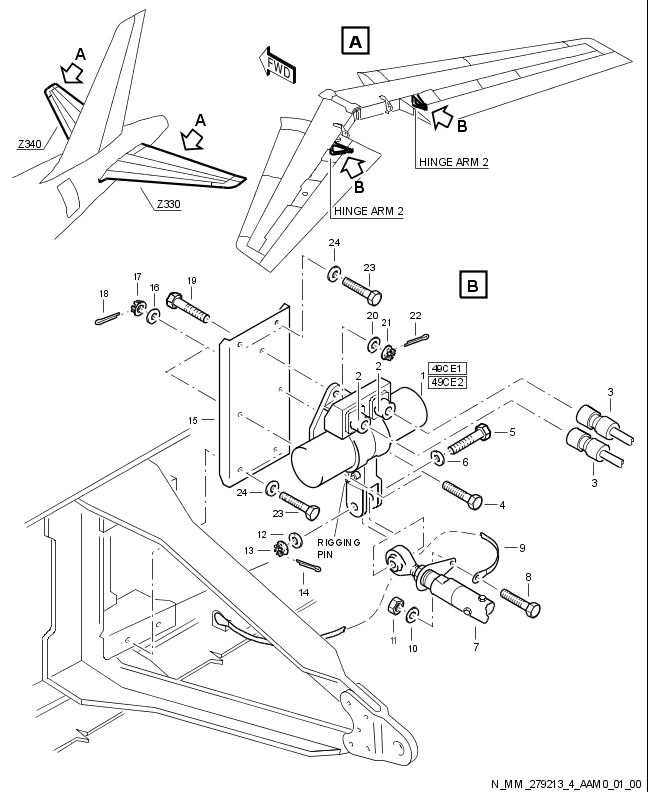 A
A
Z340
Z330
FWD
A
B
B
HINGE ARM 2
HINGE ARM 2
B
24
23
17
19
16
18
20
21
22
2
2
1
49CE1
49CE2
3
3
15
5
6
4
24
23
12
13
14
RIGGING
PIN
9
8
7
11
10
N_MM_279213_4_AAM0_01_00